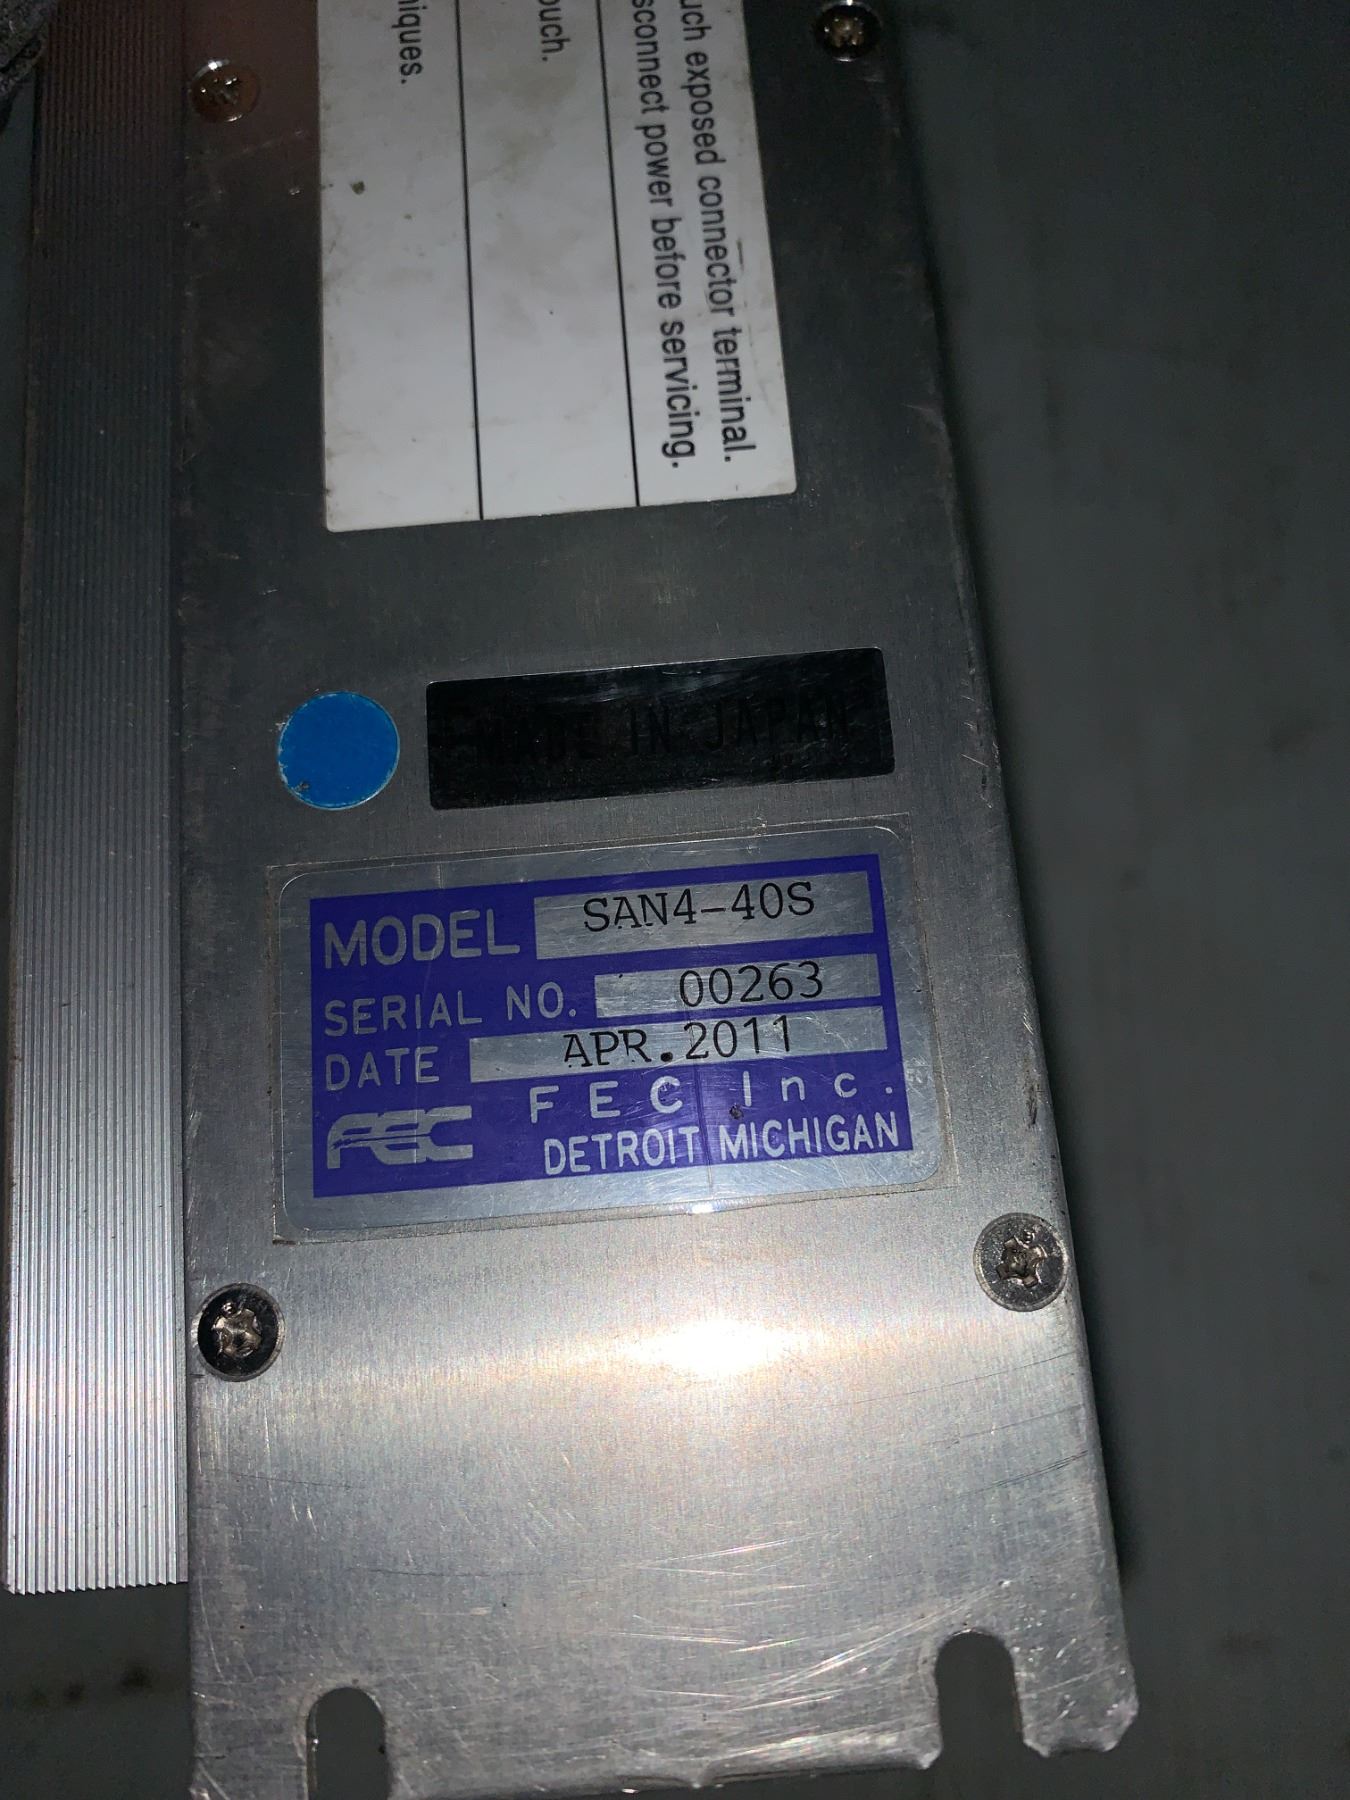 uch exposed connector terminal.
sconnect power before servicing.
ouch.
iques.
MADE IN JAPAN
MODEL SAN4-40S
SERIAL NO. 00263
DATE APR.2011
FEC FEC Inc.
DETROIT MICHIGAN